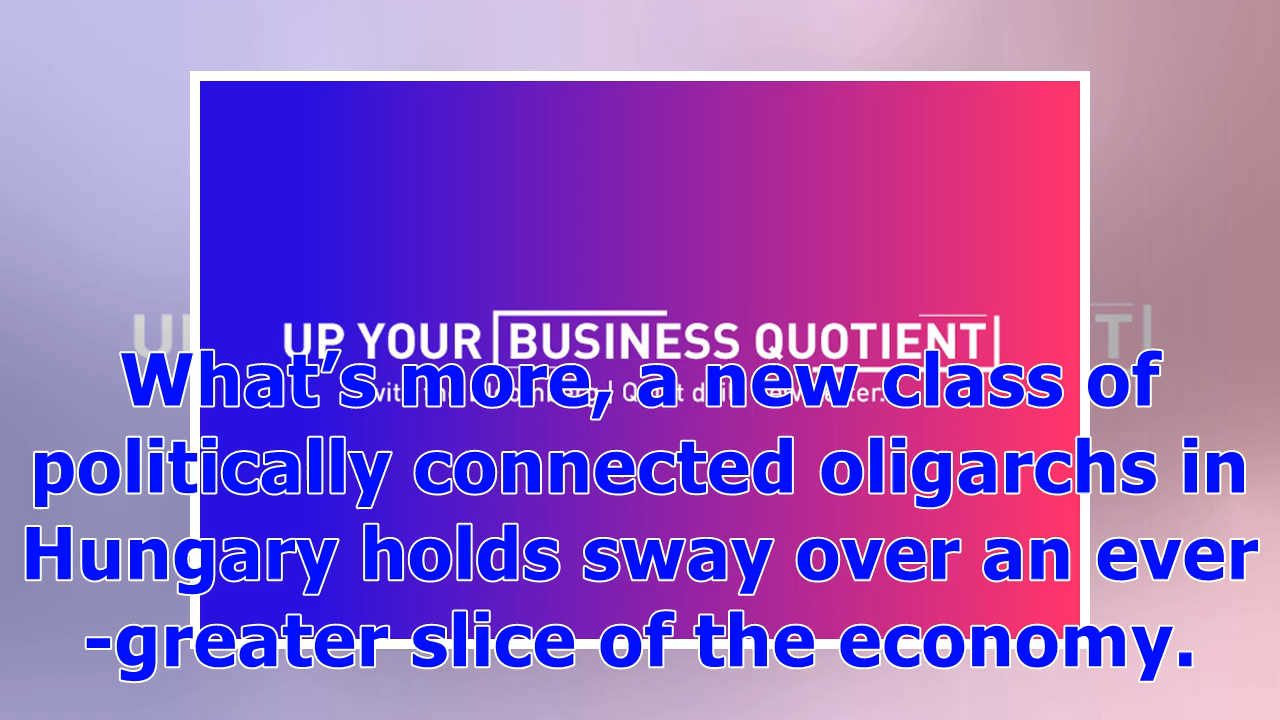 UP YOUR BUSINESS QUOTIENT
What's more, a new class of
politically connected oligarchs in
Hungary holds sway over an ever
-greater slice of the economy.